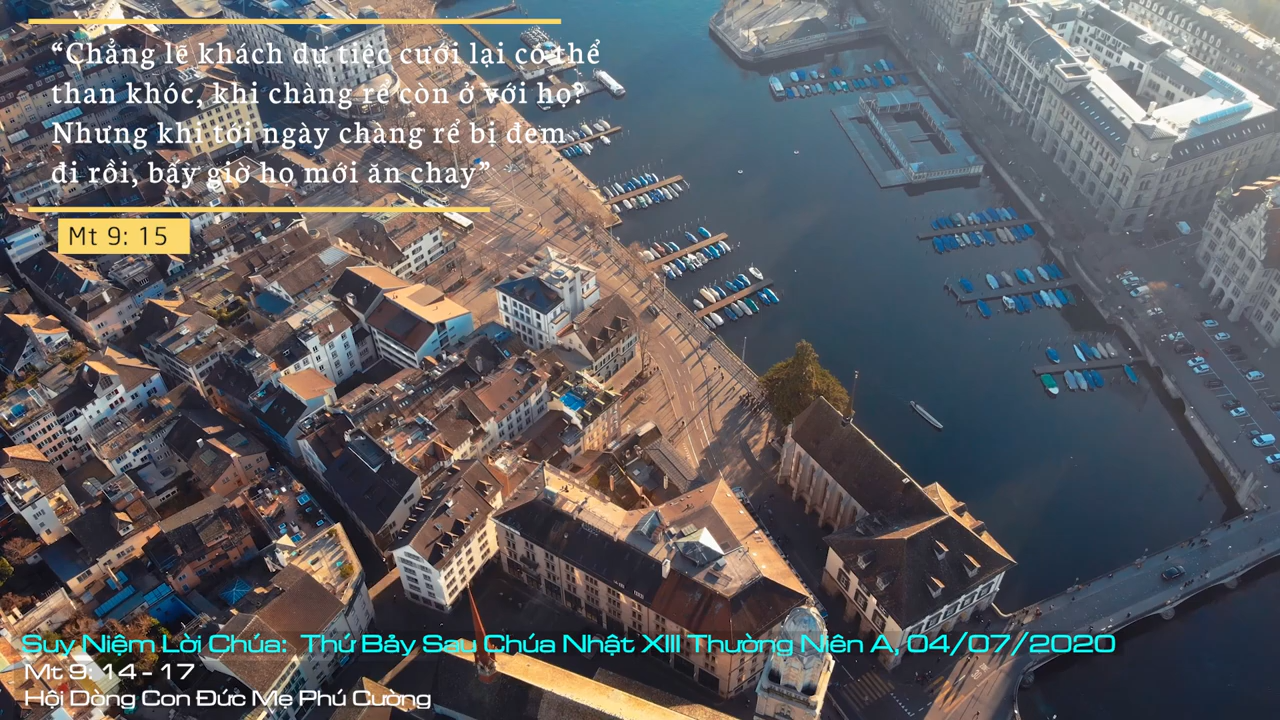 “Chẳng lẽ khách dự tiệc cưới lại có thể
than khóc, khi chàng rể còn ở với họ?
Nhưng khi tới ngày chàng rể bị đem
đi rồi, bấy giờ họ mới ăn chay”
Mt 9: 15
Suy Niệm Lời Chúa: Thứ Bảy Sau Chúa Nhật XIII Thường Niên A, 04/07/2020
Mt 9: 14 - 17
Hội Dòng Con Đức Mẹ Phú Cường